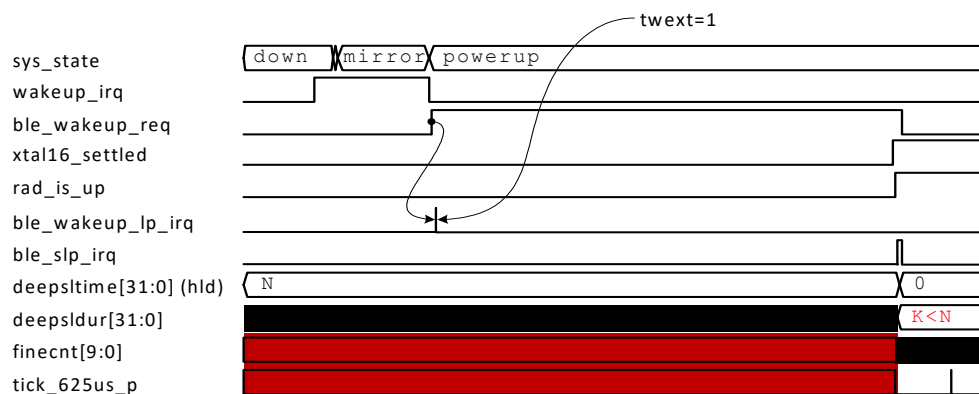 twext=1
sys_state down mirror powerup
wakeup_irq
ble_wakeup_req
xtal16_settled
rad_is_up
ble_wakeup_lp_irq
ble_slp_irq
deepsltime[31:0] (hld) N 0
deepsldur[31:0] K<N
finecnt[9:0]
tick_625us_p